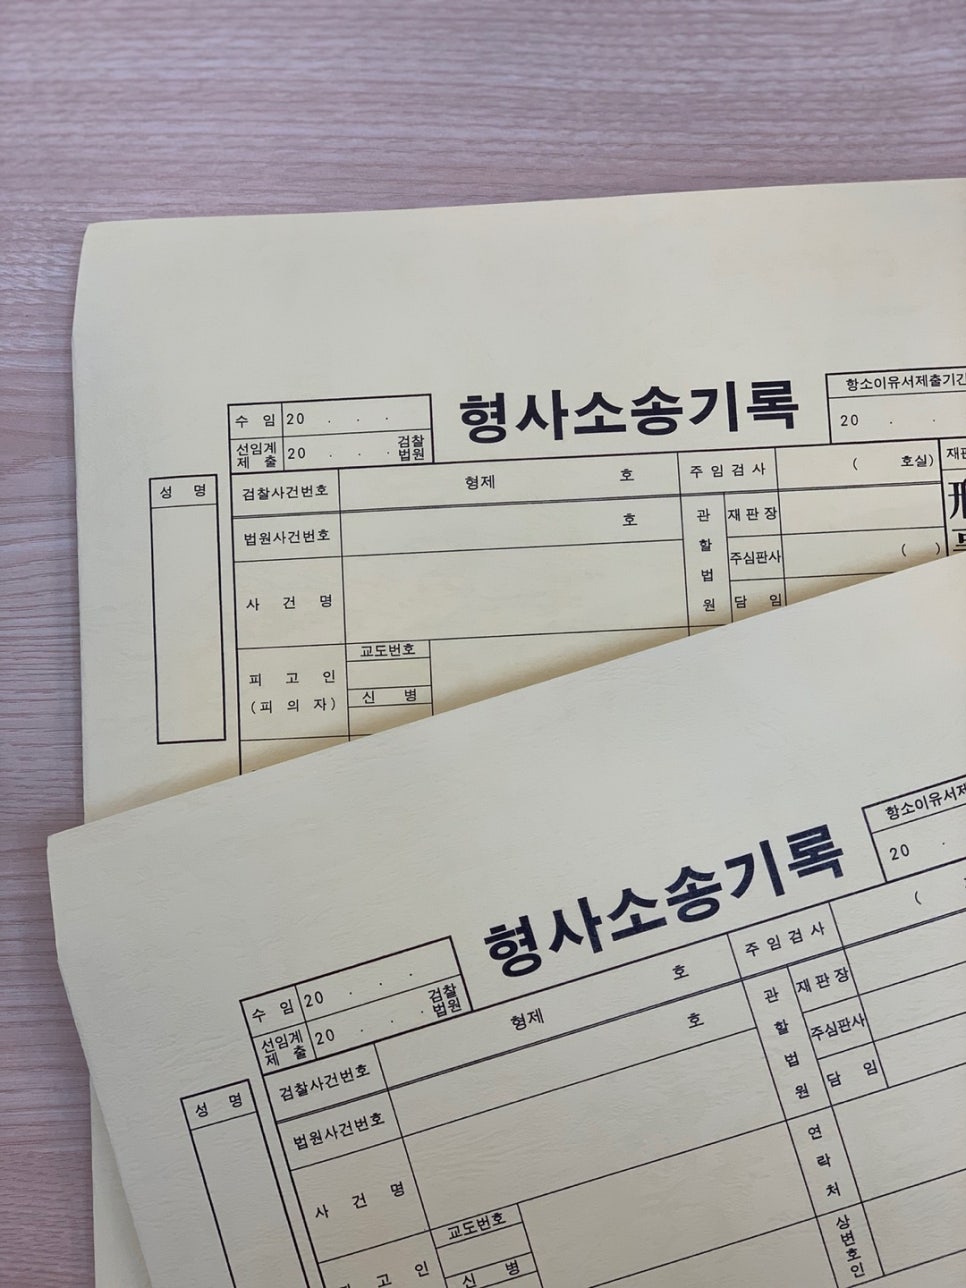 형사소송기록
항소이유서제출기간
수 임 20 . . .
20 . .
선임계 제 출 20 . . . 검찰 법원
성 명
검찰사건번호 형제 호
주 임 검 사 ( 호실)
법원사건번호 호
관 할 법 원
재 판 장
주심판사 ( )
담 임
사 건 명
피 고 인 (피 의 자)
교도번호
신 병
형사소송기록
항소이유서제
20 .
수 임 20 . . .
선임계 제 출 20 . . . 검찰 법원
성 명
검찰사건번호 형제 호
주 임 검 사 (
법원사건번호 호
관 할 법 원
재 판 장
주심판사
담 임
사 건 명
연 락 처
교도번호
고 인
신 병
상 변 호 인